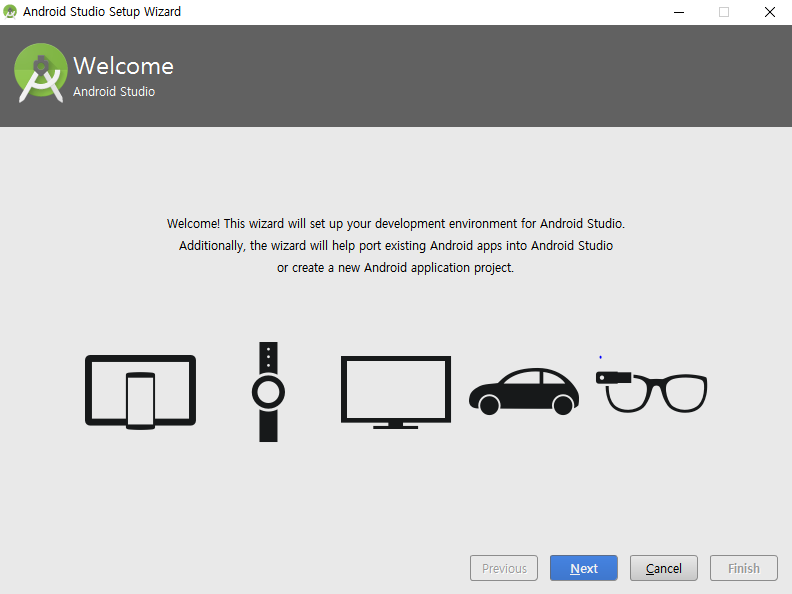 Android Studio Setup Wizard
Welcome
Android Studio
Welcome! This wizard will set up your development environment for Android Studio.
Additionally, the wizard will help port existing Android apps into Android Studio
or create a new Android application project.
Previous
Next
Cancel
Finish